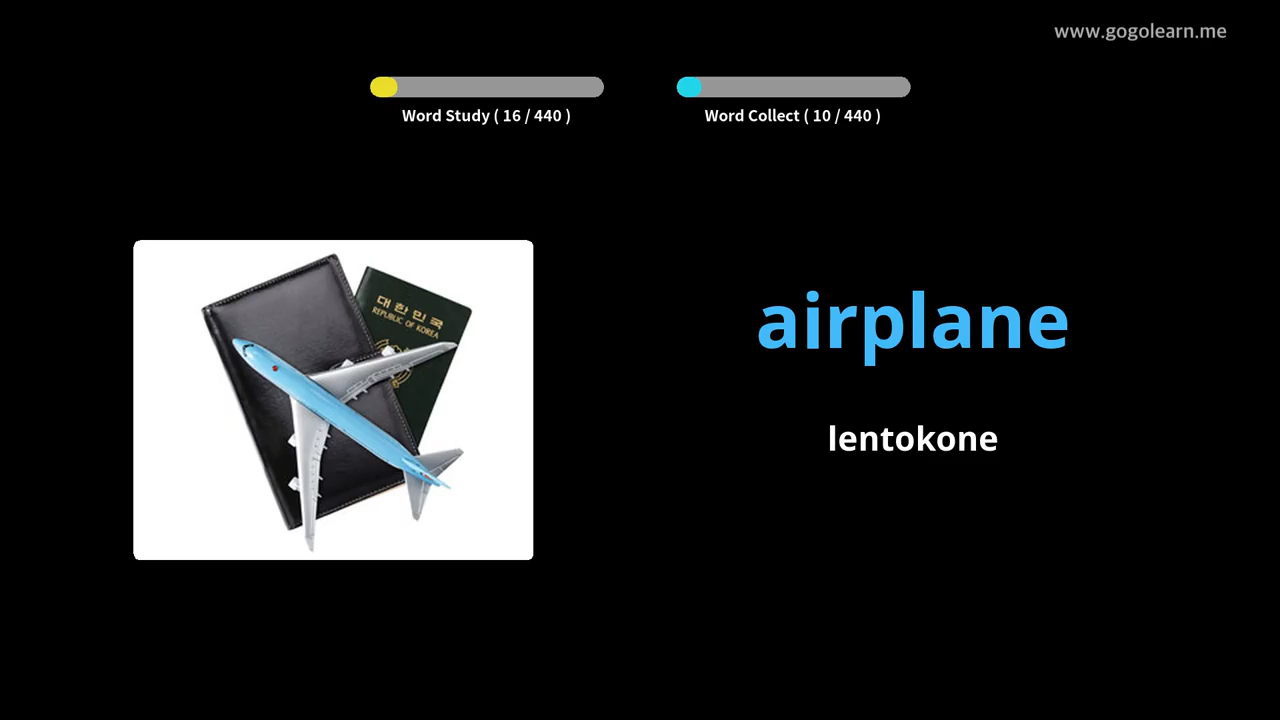 www.gogolearn.me
Word Study ( 16 / 440 )
Word Collect ( 10 / 440 )
대한민국
REPUBLIC OF KOREA
airplane
lentokone